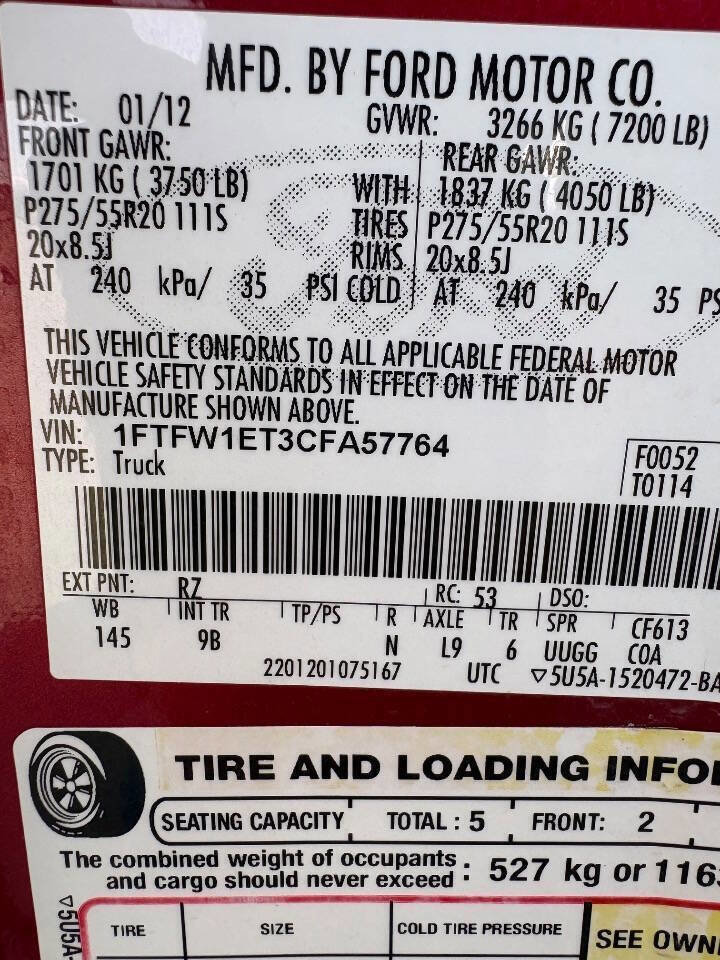 MFD. BY FORD MOTOR CO.
DATE: 01/12 GVWR: 3266 KG ( 7200 LB)
FRONT GAWR: REAR GAWR:
1701 KG ( 3750 LB) WITH 1837 KG ( 4050 LB)
P275/55R20 111S TIRES P275/55R20 111S
20x8.5J RIMS 20x8.5J
AT 240 kPa/ 35 PSI COLD AT 240 kPa/ 35 PS
THIS VEHICLE CONFORMS TO ALL APPLICABLE FEDERAL MOTOR
VEHICLE SAFETY STANDARDS IN EFFECT ON THE DATE OF
MANUFACTURE SHOWN ABOVE.
VIN: 1FTFW1ET3CFA57764
TYPE: Truck
F0052
T0114
EXT PNT: RZ RC: 53 DSO:
WB INT TR TP/PS R AXLE TR SPR CF613
145 9B N L9 6 UUGG COA
2201201075167 UTC ▽5U5A-1520472-BA
TIRE AND LOADING INFO
SEATING CAPACITY TOTAL : 5 FRONT: 2
The combined weight of occupants
and cargo should never exceed : 527 kg or 116
▽5U5A-
TIRE SIZE COLD TIRE PRESSURE SEE OWN